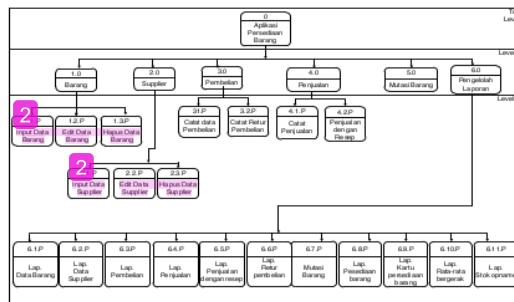 To
Lev
0
Aplikasi
Persediaan
Barang
Level
1.0
Barang
2.0
Supplier
3.0
Pembelian
4.0
Penjualan
5.0
Mutasi Barang
6.0
Pengelolah
Laporan
Level
2
Input Data
Barang
1.2.P
Edit Data
Barang
1.3.P
Hapus Data
Barang
3.1.P
Catat data
Pembelian
3.2.P
Catat Retur
Pembelian
4.1.P
Catat
Penjualan
4.2.P
Penjualan
dengan
Resep
2
Input Data
Supplier
2.2.P
Edit Data
Supplier
2.3.P
Hapus Data
Supplier
6.1.P
Lap.
Data Barang
6.2.P
Lap.
Data
Supplier
6.3.P
Lap.
Pembelian
6.4.P
Lap.
Penjualan
6.5.P
Lap.
Penjualan
dengan resep
6.6.P
Lap.
Retur
pembelian
6.7.P
Mutasi
Barang
6.8.P
Lap.
Pesediaan
barang
6.9.P
Lap.
Kartu
persediaan
barang
6.10.P
Lap.
Rata-rata
bergerak
6.11.P
Lap.
Stok opname